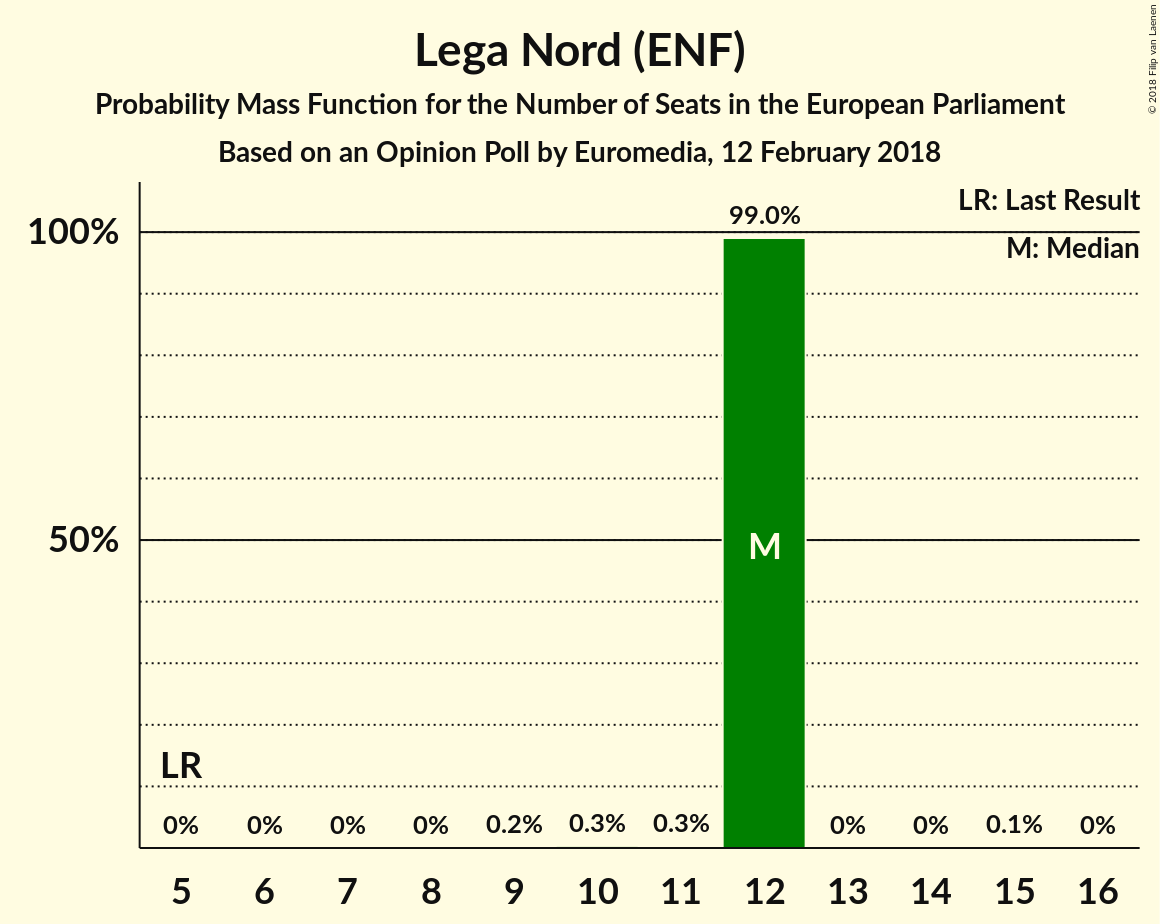 Lega Nord (ENF)
Probability Mass Function for the Number of Seats in the European Parliament
Based on an Opinion Poll by Euromedia, 12 February 2018
© 2018 Filip van Laenen
LR: Last Result
M: Median
100%
50%
99.0%
M
LR
0% 0% 0% 0% 0.2% 0.3% 0.3% 0% 0% 0.1% 0%
5 6 7 8 9 10 11 12 13 14 15 16